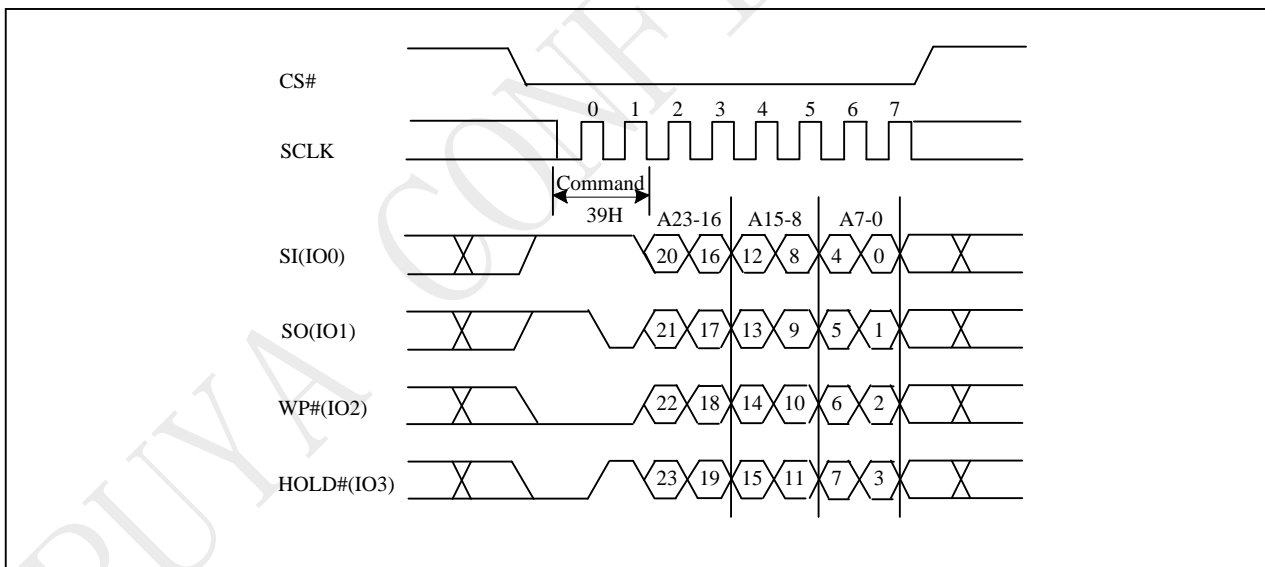 PUYA CONF
CS#
0 1 2 3 4 5 6 7
SCLK
Command
39H
A23-16 A15-8 A7-0
SI(IO0) 20 16 12 8 4 0
SO(IO1) 21 17 13 9 5 1
WP#(IO2) 22 18 14 10 6 2
HOLD#(IO3) 23 19 15 11 7 3